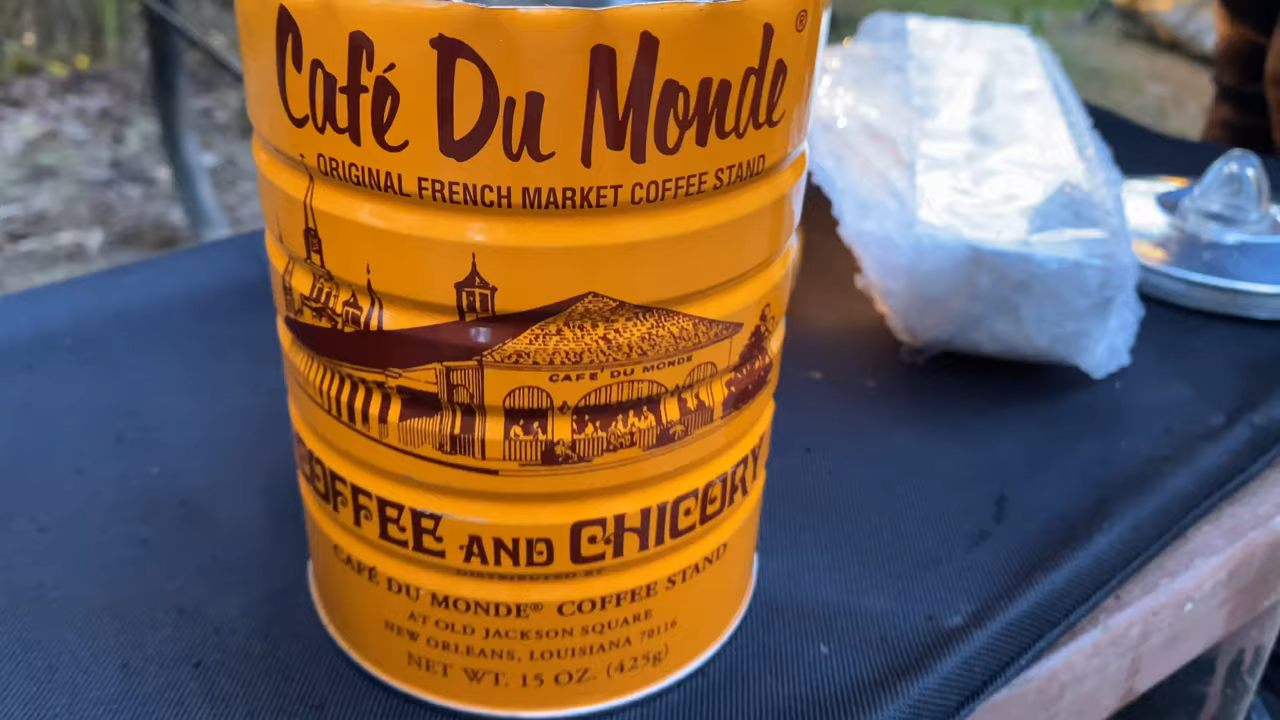 Café Du Monde®
ORIGINAL FRENCH MARKET COFFEE STAND
CAFE DU MONDE
COFFEE AND CHICORY
DISTRIBUTED BY
CAFÉ DU MONDE® COFFEE STAND
AT OLD JACKSON SQUARE
NEW ORLEANS, LOUISIANA 70116
NET WT. 15 OZ. (425g)